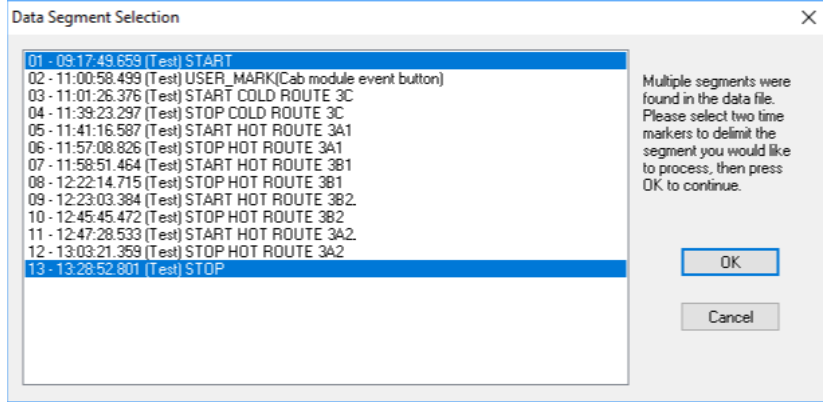 Data Segment Selection
01 - 09:17:49.659 (Test) START
02 - 11:00:58.499 (Test) USER_MARK(Cab module event button)
03 - 11:01:26.376 (Test) START COLD ROUTE 3C
04 - 11:39:23.297 (Test) STOP COLD ROUTE 3C
05 - 11:41:16.587 (Test) START HOT ROUTE 3A1
06 - 11:57:08.826 (Test) STOP HOT ROUTE 3A1
07 - 11:58:51.464 (Test) START HOT ROUTE 3B1
08 - 12:22:14.715 (Test) STOP HOT ROUTE 3B1
09 - 12:23:03.384 (Test) START HOT ROUTE 3B2.
10 - 12:45:45.472 (Test) STOP HOT ROUTE 3B2
11 - 12:47:28.533 (Test) START HOT ROUTE 3A2.
12 - 13:03:21.359 (Test) STOP HOT ROUTE 3A2
13 - 13:28:52.801 (Test) STOP
Multiple segments were
found in the data file.
Please select two time
markers to delimit the
segment you would like
to process, then press
OK to continue.
OK
Cancel